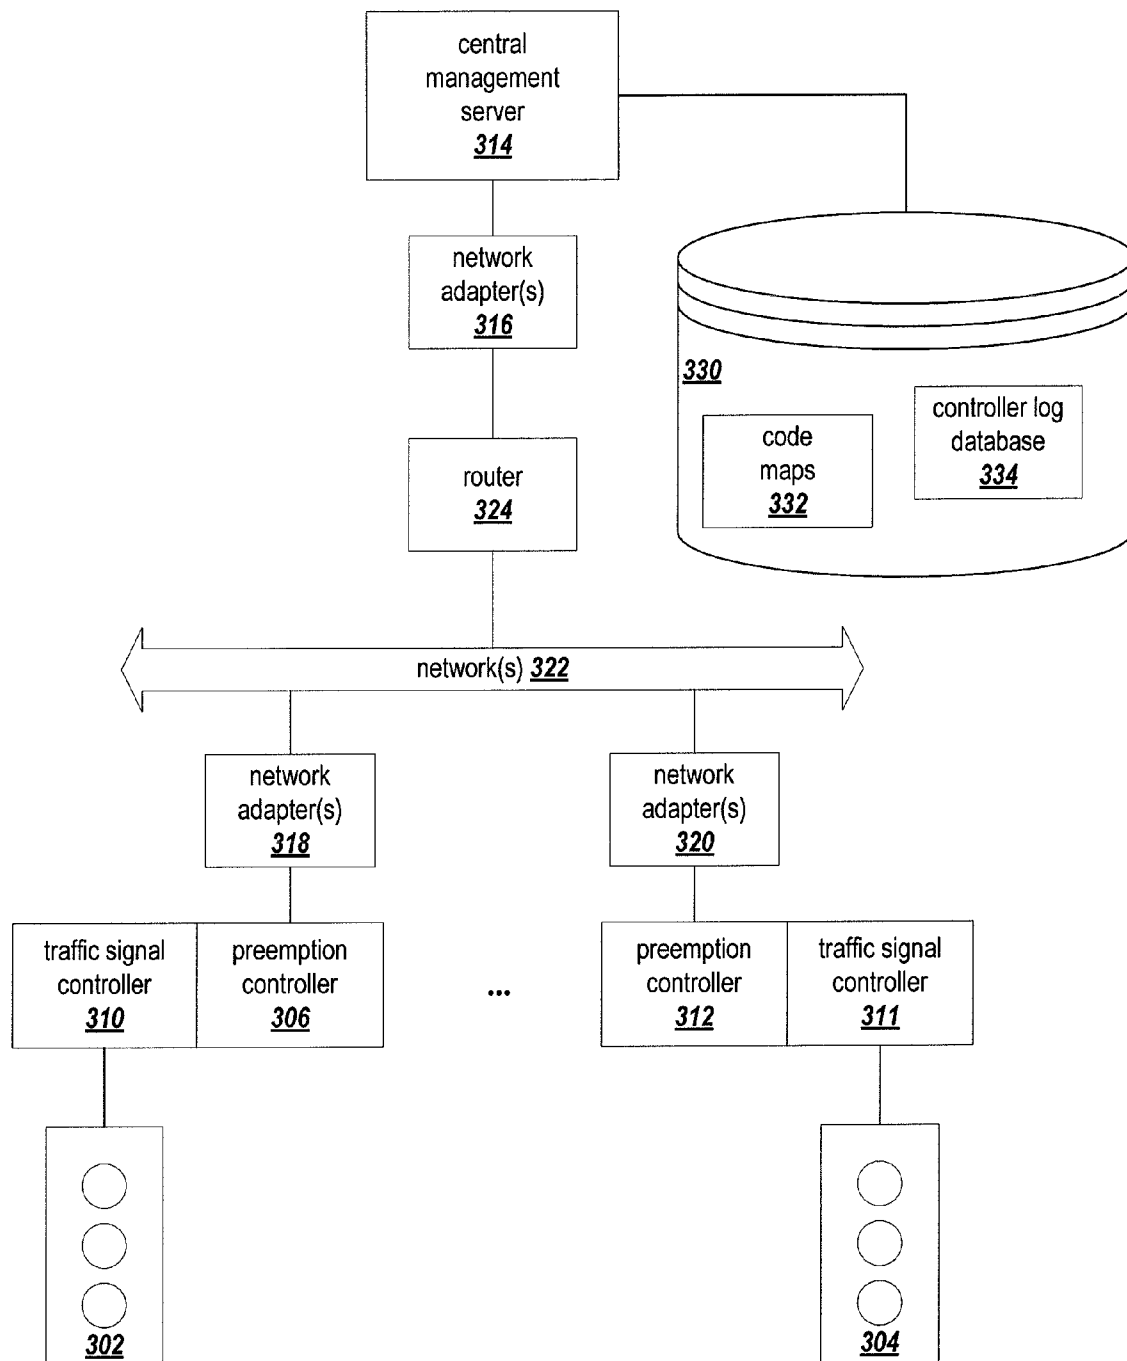 central
management
server
314
network
adapter(s)
316
330
code
maps
332
controller log
database
334
router
324
network(s) 322
network
adapter(s)
318
network
adapter(s)
320
traffic signal
controller
310
preemption
controller
306
...
preemption
controller
312
traffic signal
controller
311
302
304